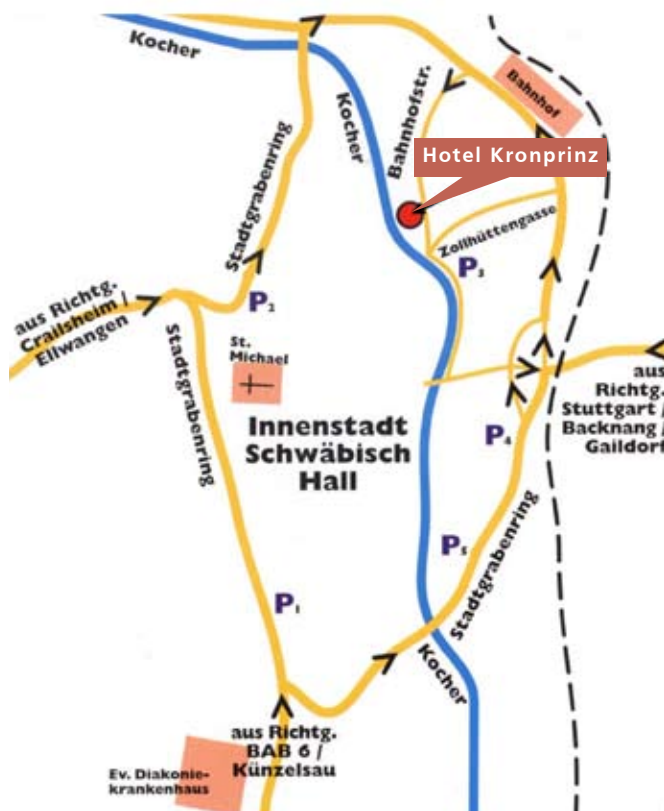 Kocher
Kocher
Bahnhofstr.
Bahnhof
Hotel Kronprinz
Stadtgrabenring
Zollhüttengasse
P3
aus Richtg.
Crailsheim /
Ellwangen
P2
Stadtgrabenring
St.
Michael
Innenstadt
Schwäbisch
Hall
aus
Richtg.
Stuttgart /
Backnang /
Gaildorf
P4
P5
Stadtgrabenring
P1
Kocher
aus Richtg.
BAB 6 /
Künzelsau
Ev. Diakonie-
krankenhaus